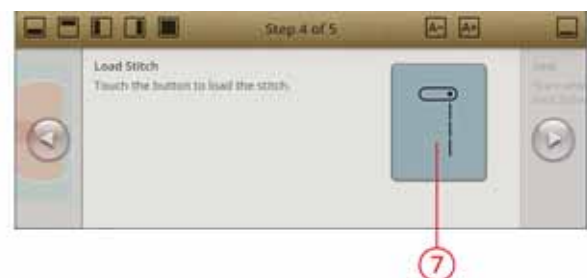 Step 4 of 5
A- A+
Load Stitch
Touch the button to load the stitch.
7